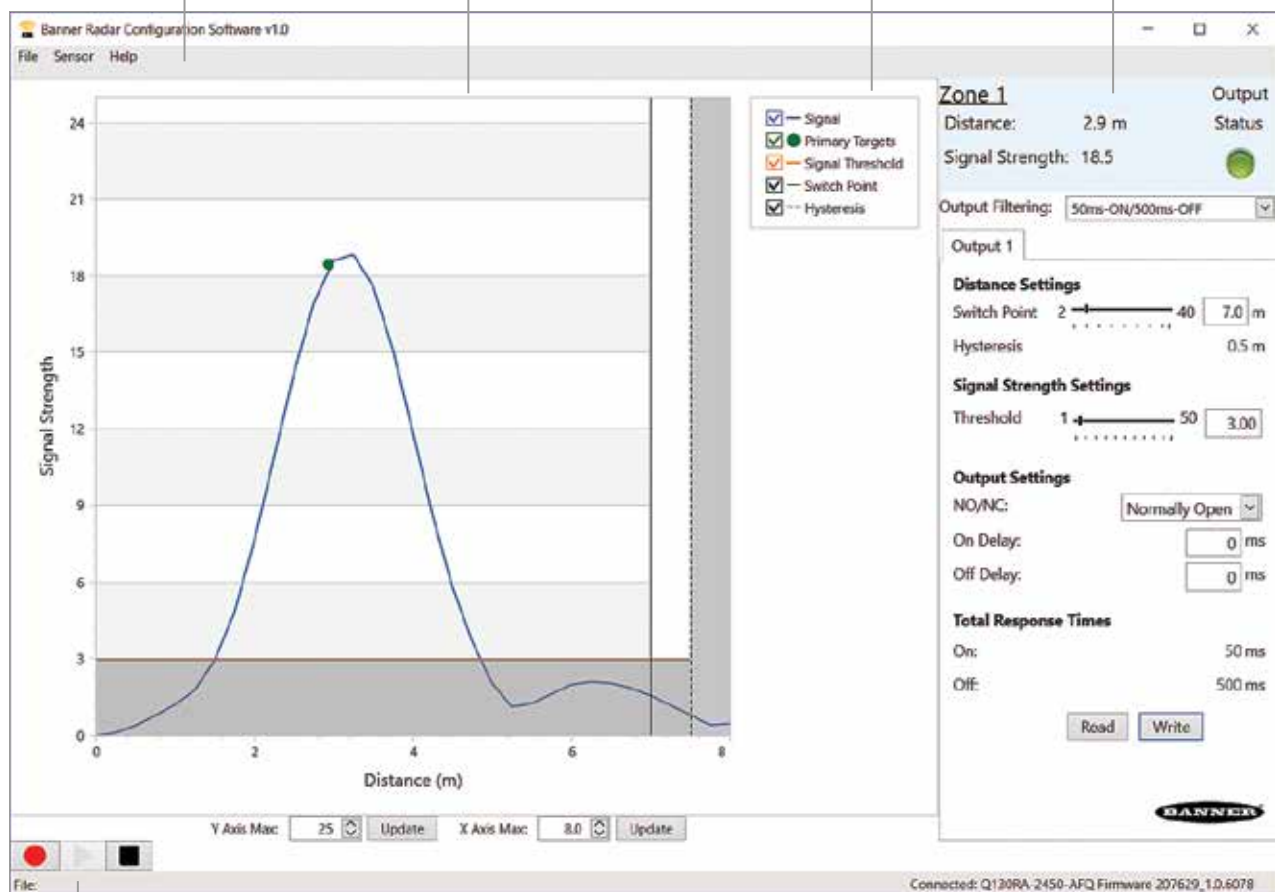 Banner Radar Configuration Software v1.0
File Sensor Help
24
21
18
15
12
9
6
3
0
Signal Strength
0 2 4 6 8
Distance (m)
Signal
Primary Targets
Signal Threshold
Switch Point
Hysteresis
Y Axis Max: 25 Update X Axis Max: 8.0 Update
Zone 1 Output
Distance: 2.9 m Status
Signal Strength: 18.5
Output Filtering: 50ms-ON/500ms-OFF
Output 1
Distance Settings
Switch Point 2 40 7.0 m
Hysteresis 0.5 m
Signal Strength Settings
Threshold 1 50 3.00
Output Settings
NO/NC: Normally Open
On Delay: 0 ms
Off Delay: 0 ms
Total Response Times
On: 50 ms
Off: 500 ms
Read Write
BANNER
File: Connected: Q130RA-2450-AFQ Firmware 207629_1.0.6078